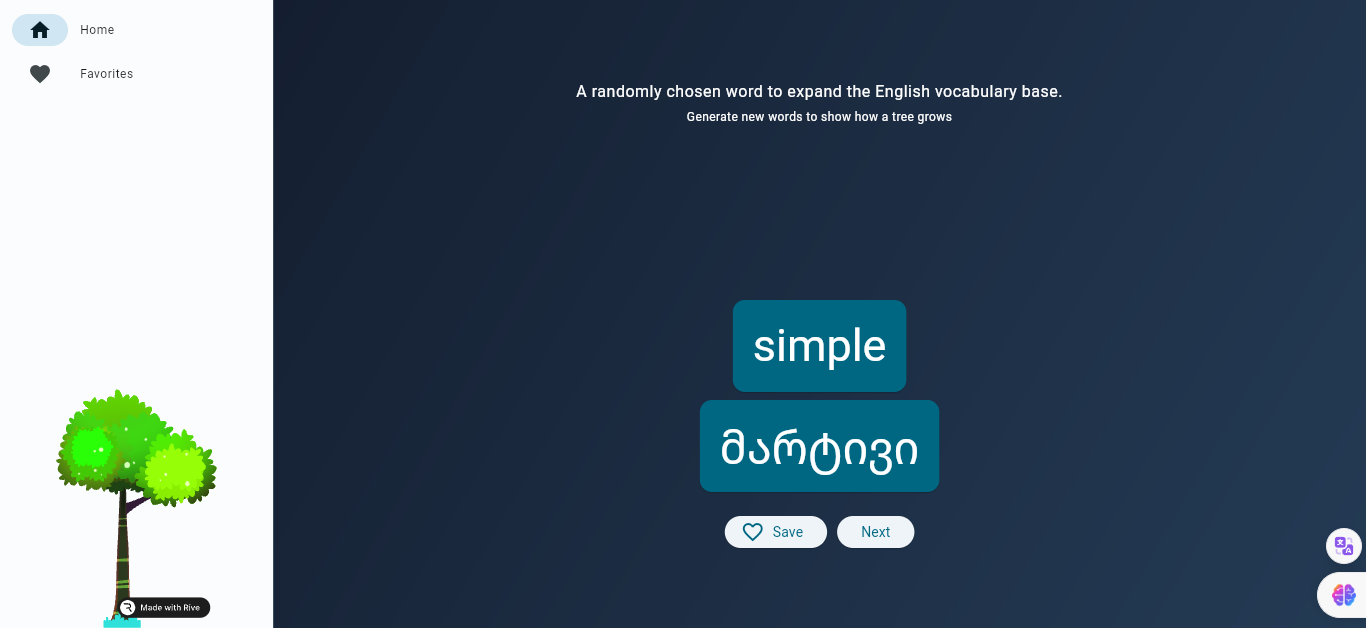 Home
Favorites
A randomly chosen word to expand the English vocabulary base.
Generate new words to show how a tree grows
simple
მარტივი
Save
Next
Made with Rive